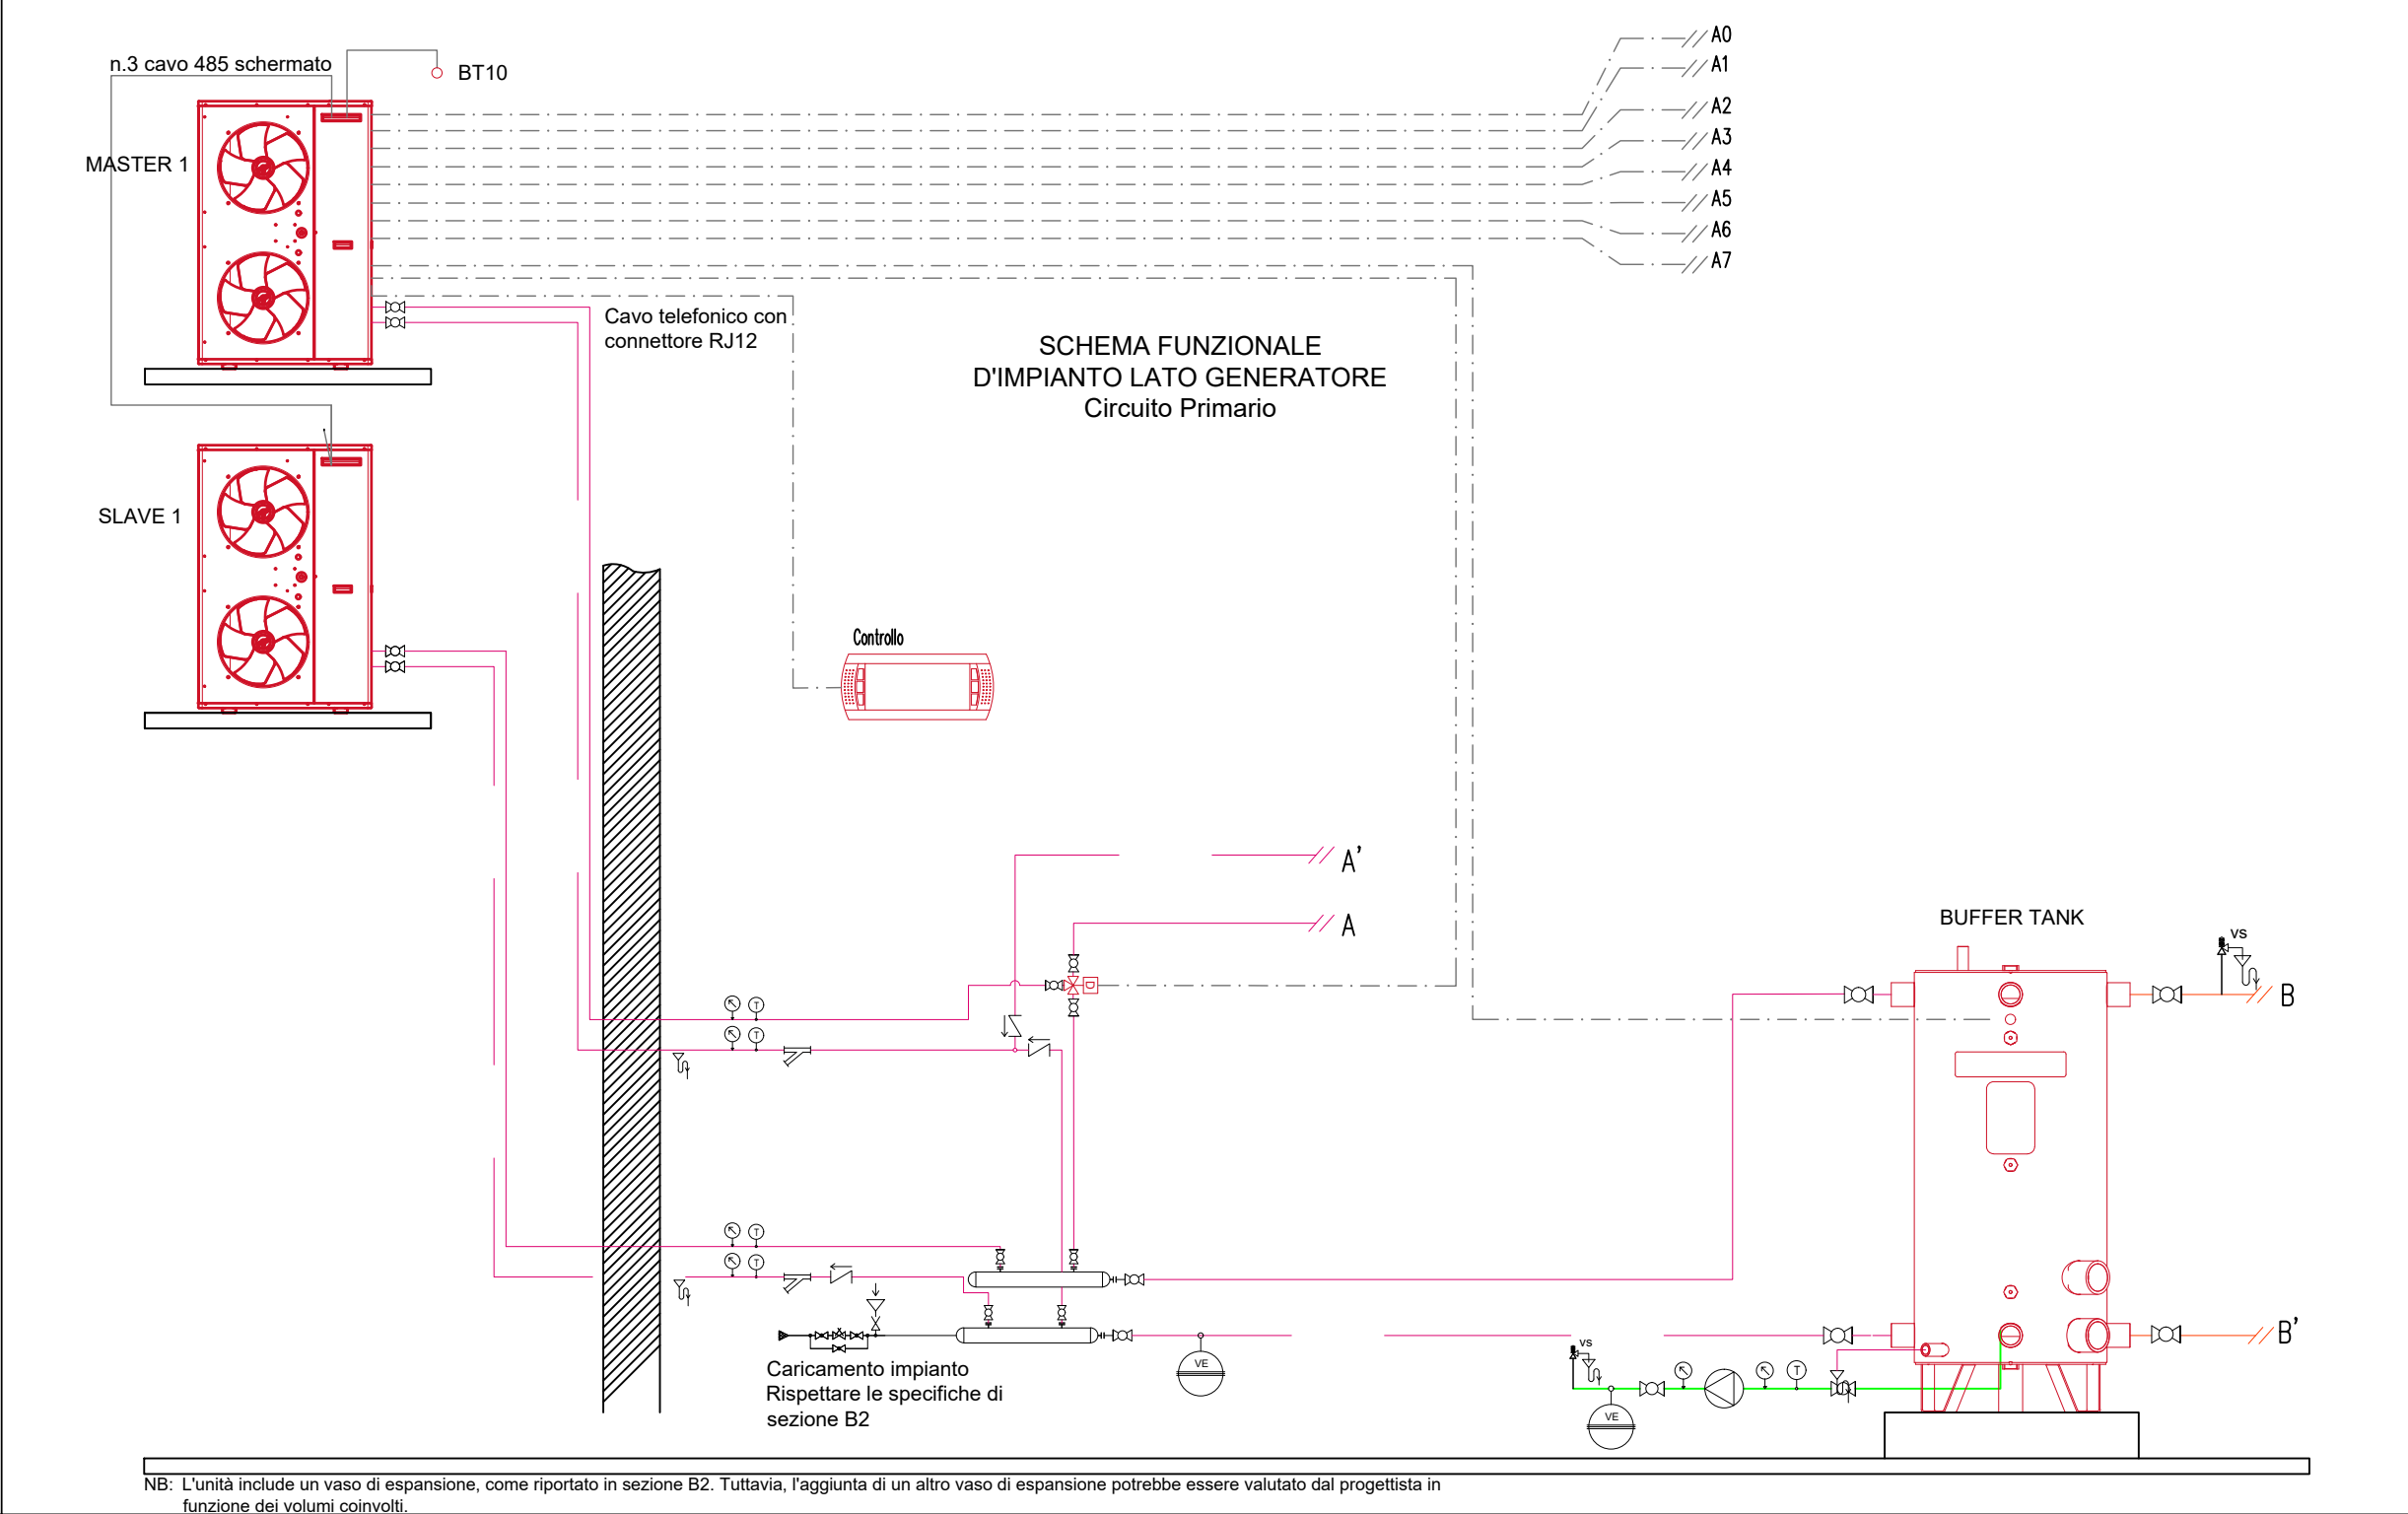 n.3 cavo 485 schermato
BT10
MASTER 1
A0
A1
A2
A3
A4
A5
A6
A7
Cavo telefonico con
connettore RJ12
SCHEMA FUNZIONALE
D'IMPIANTO LATO GENERATORE
Circuito Primario
SLAVE 1
Controllo
A'
A
BUFFER TANK
VS
B
D
T
T
T
T
B'
VS
VE
T
VE
Caricamento impianto
Rispettare le specifiche di
sezione B2
NB: L'unità include un vaso di espansione, come riportato in sezione B2. Tuttavia, l'aggiunta di un altro vaso di espansione potrebbe essere valutato dal progettista in
funzione dei volumi coinvolti.